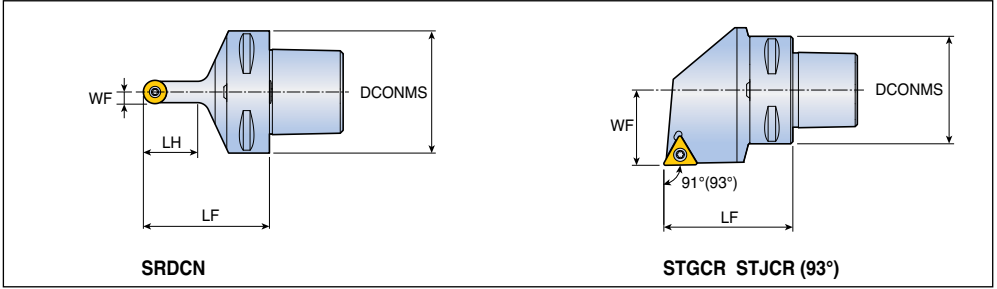 WF
LH
LF
DCONMS
SRDCN
WF
91°(93°)
LF
DCONMS
STGCR STJCR (93°)